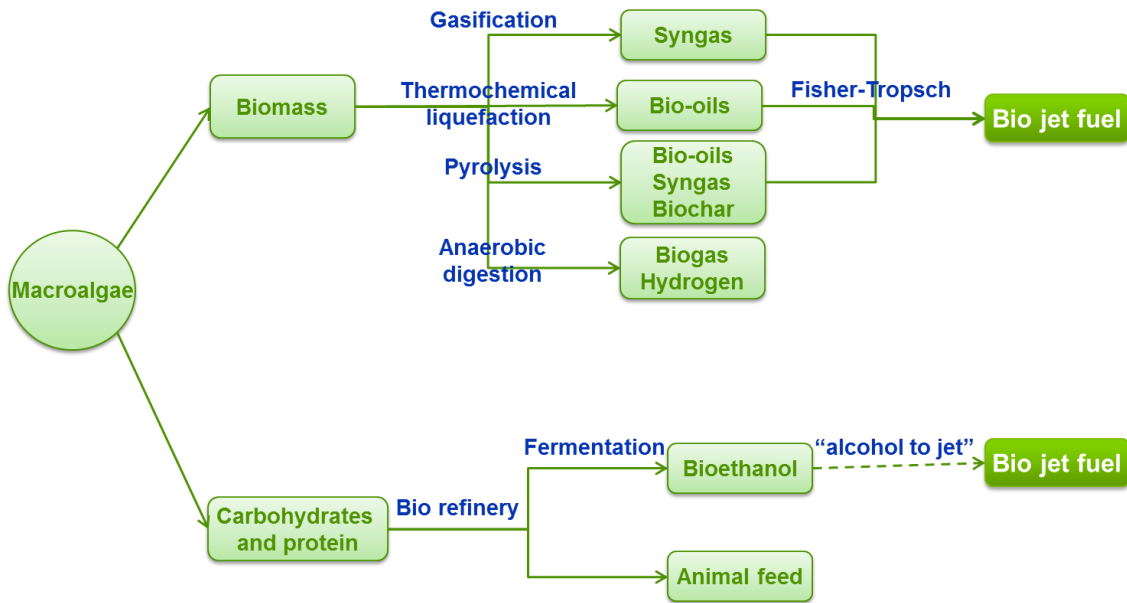 Gasification
Syngas
Biomass
Thermochemical
liquefaction
Bio-oils
Fisher-Tropsch
Bio jet fuel
Pyrolysis
Bio-oils
Syngas
Biochar
Anaerobic
digestion
Biogas
Hydrogen
Macroalgae
Fermentation
Bioethanol
“alcohol to jet”
Bio jet fuel
Carbohydrates
and protein
Bio refinery
Animal feed